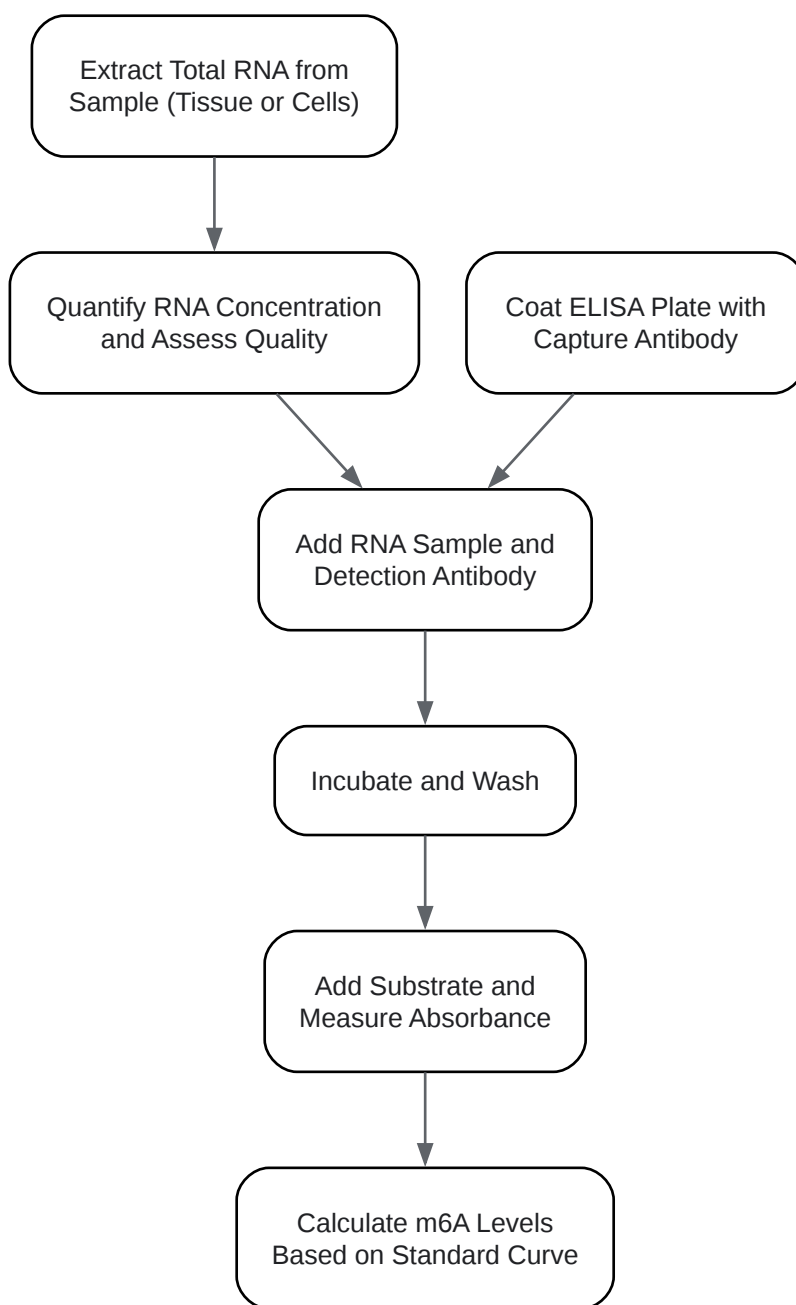 Extract Total RNA from
Sample (Tissue or Cells)
Quantify RNA Concentration
and Assess Quality
Coat ELISA Plate with
Capture Antibody
Add RNA Sample and
Detection Antibody
Incubate and Wash
Add Substrate and
Measure Absorbance
Calculate m6A Levels
Based on Standard Curve